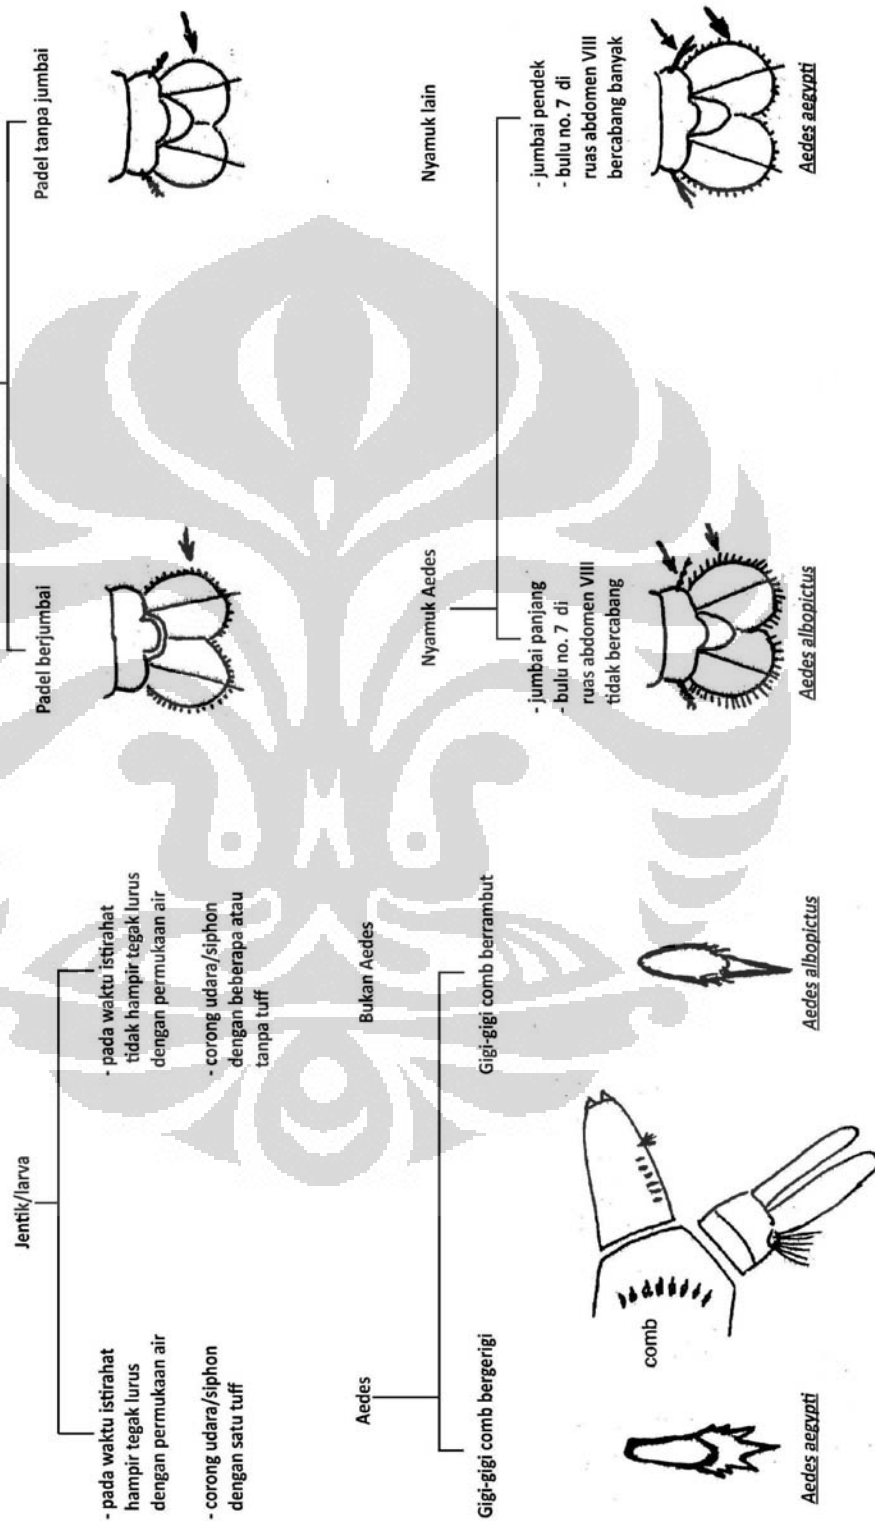 Jentik/larva
- pada waktu istirahat
hampir tegak lurus
dengan permukaan air
- corong udara/siphon
dengan satu tuff
- pada waktu istirahat
tidak hampir tegak lurus
dengan permukaan air
- corong udara/siphon
dengan beberapa atau
tanpa tuff
Aedes
Bukan Aedes
Gigi-gigi comb bergerigi
Gigi-gigi comb berrambut
comb
Aedes aegypti
Aedes albopictus
Padel berjumbai
Padel tanpa jumbai
Nyamuk Aedes
Nyamuk lain
- jumbai panjang
- bulu no. 7 di
ruas abdomen VIII
tidak bercabang
- jumbai pendek
- bulu no. 7 di
ruas abdomen VIII
bercabang banyak
Aedes albopictus
Aedes aegypti